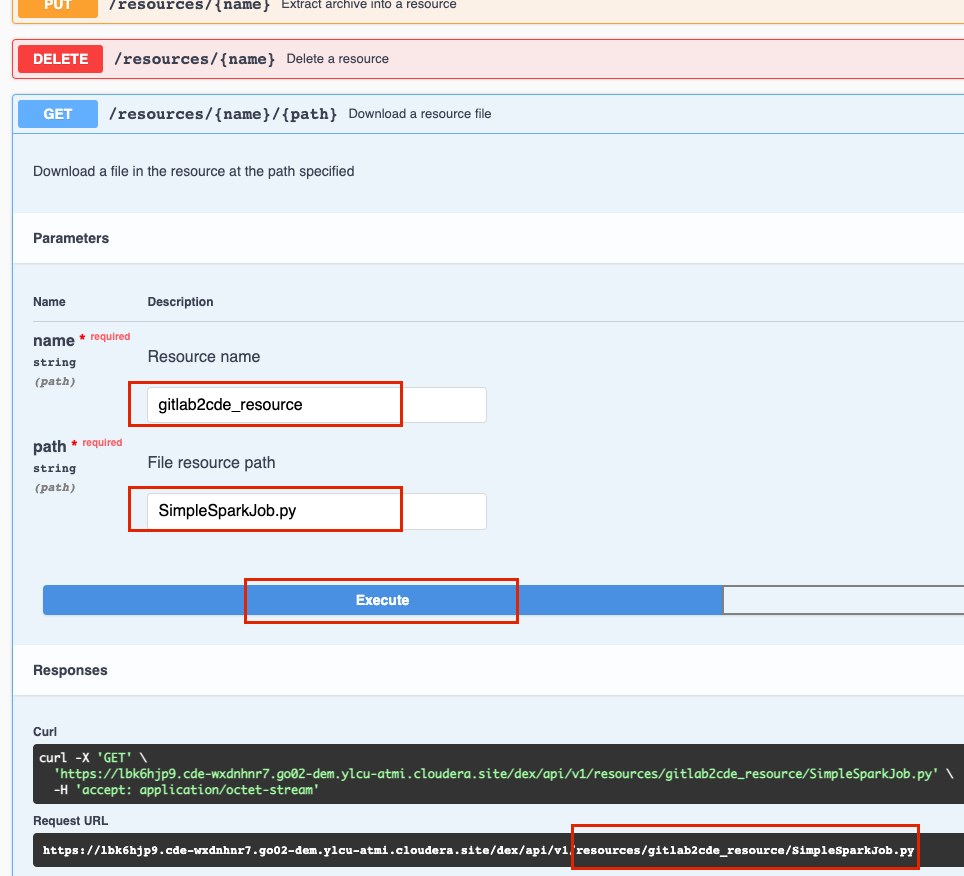 PUT /resources/{name} Extract archive into a resource
DELETE /resources/{name} Delete a resource
GET /resources/{name}/{path} Download a resource file
Download a file in the resource at the path specified
Parameters
Name Description
name * required
string
(path)
Resource name
gitlab2cde_resource
path * required
string
(path)
File resource path
SimpleSparkJob.py
Execute
Responses
Curl
curl -X 'GET' \
'https://lbk6hjp9.cde-wxdnhnr7.go02-dem.ylcu-atmi.cloudera.site/dex/api/v1/resources/gitlab2cde_resource/SimpleSparkJob.py' \
-H 'accept: application/octet-stream'
Request URL
https://lbk6hjp9.cde-wxdnhnr7.go02-dem.ylcu-atmi.cloudera.site/dex/api/v1/resources/gitlab2cde_resource/SimpleSparkJob.py